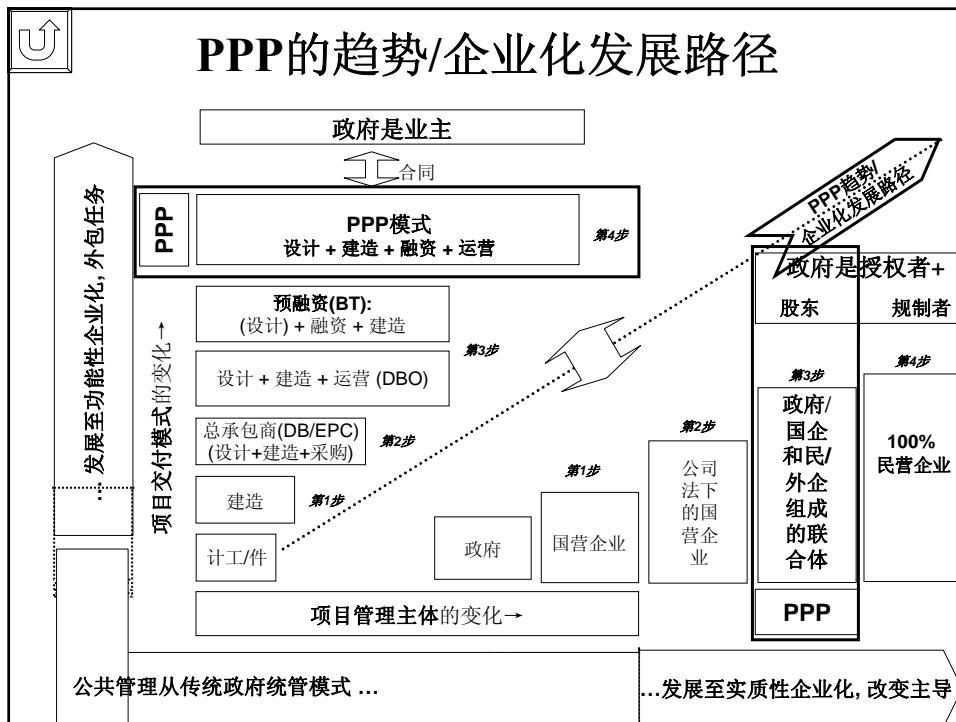 PPP的趋势/企业化发展路径
政府是业主
合同
PPP
PPP模式
设计 + 建造 + 融资 + 运营
第4步
预融资(BT):
(设计) + 融资 + 建造
第3步
设计 + 建造 + 运营 (DBO)
总承包商(DB/EPC)
(设计+建造+采购)
第2步
建造
第1步
计工/件
… 发展至功能性企业化, 外包任务
项目交付模式的变化→
PPP趋势/
企业化发展路径
政府是授权者+
股东
规制者
政府
第1步
国营企业
第2步
公司
法下
的国
营企
业
第3步
政府/
国企
和民/
外企
组成
的联
合体
PPP
第4步
100%
民营企业
项目管理主体的变化→
公共管理从传统政府统管模式 …
…发展至实质性企业化, 改变主导